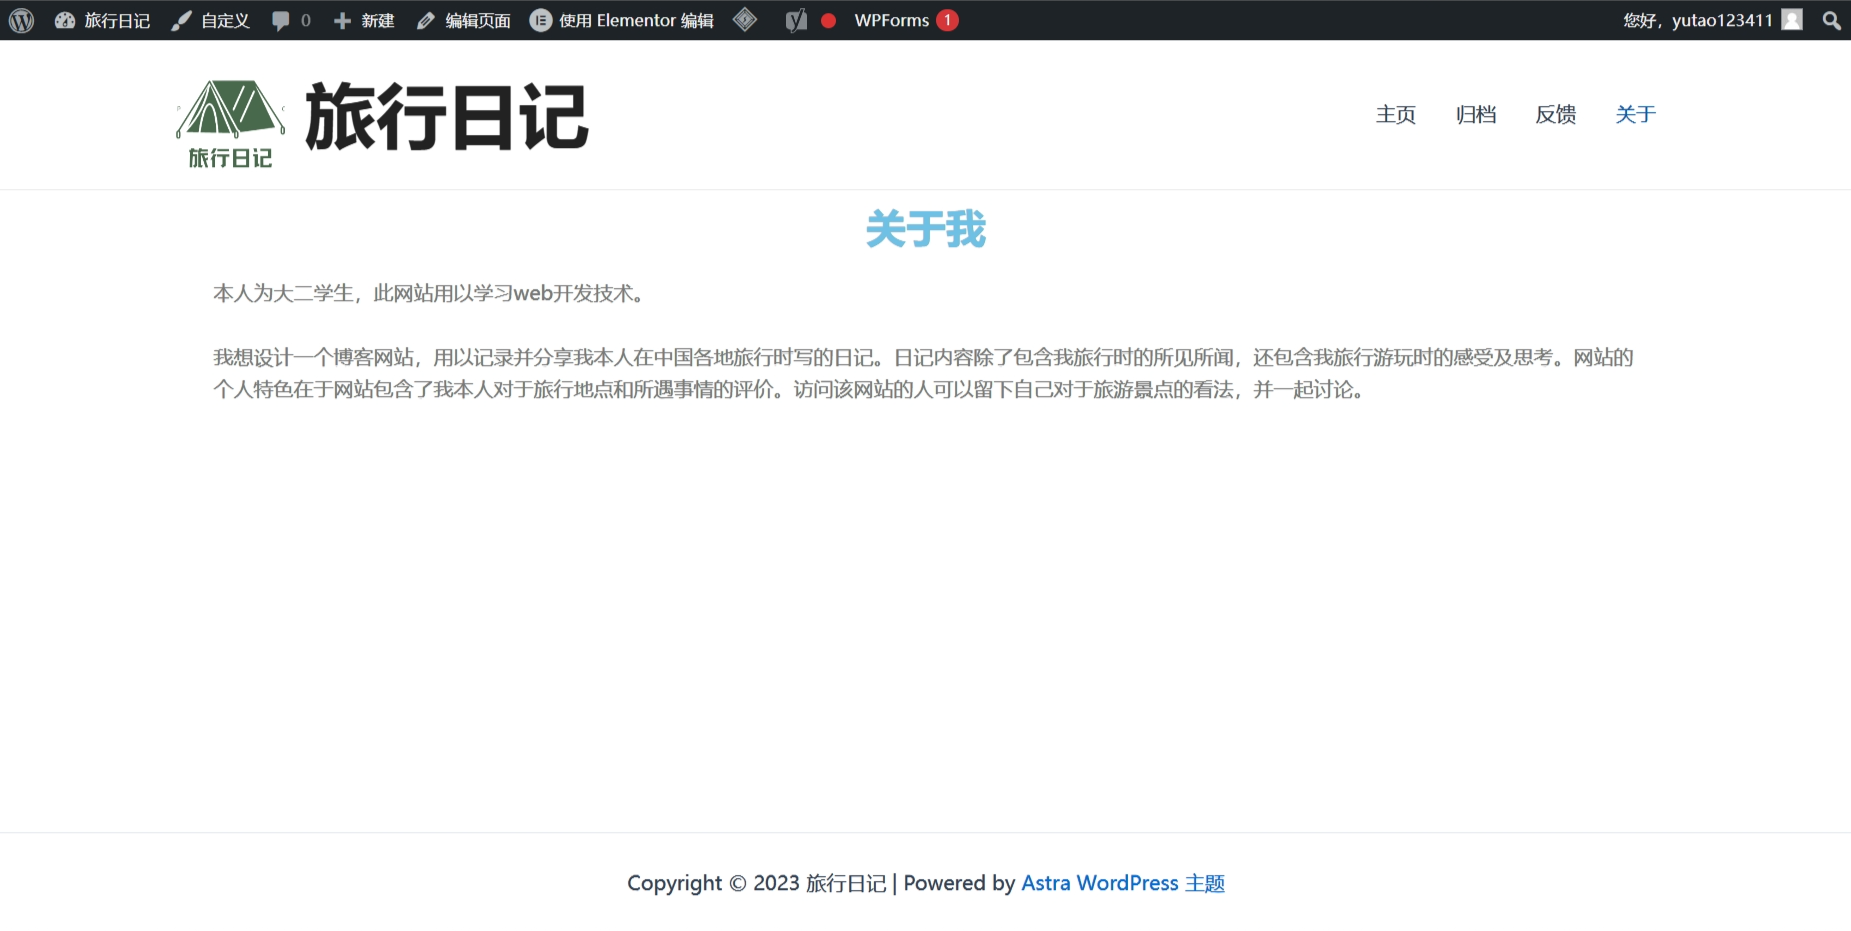 旅行日记 自定义 0 新建 编辑页面 使用 Elementor 编辑 WPForms 1 您好，yutao123411
旅行日记
旅行日记
主页 归档 反馈 关于
关于我
本人为大二学生，此网站用以学习web开发技术。
我想设计一个博客网站，用以记录并分享我本人在中国各地旅行时写的日记。日记内容除了包含我旅行时的所见所闻，还包含我旅行游玩时的感受及思考。网站的
个人特色在于网站包含了我本人对于旅行地点和所遇事情的评价。访问该网站的人可以留下自己对于旅游景点的看法，并一起讨论。
Copyright © 2023 旅行日记 | Powered by Astra WordPress 主题